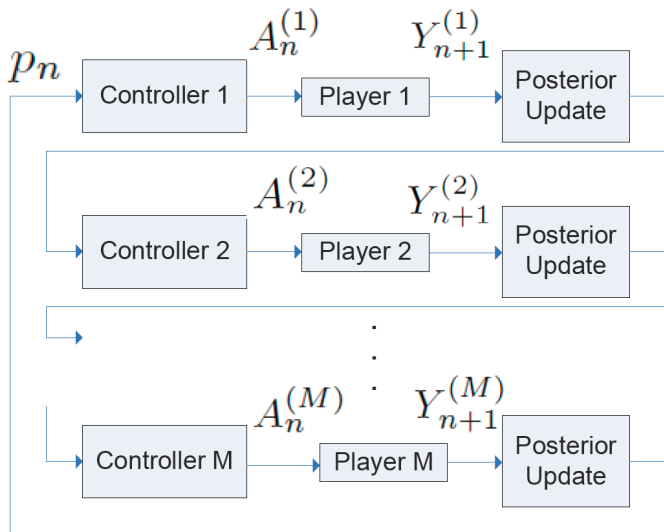 p_n
A_n^{(1)}
Y_{n+1}^{(1)}
Controller 1
Player 1
Posterior
Update
A_n^{(2)}
Y_{n+1}^{(2)}
Controller 2
Player 2
Posterior
Update
.
.
.
A_n^{(M)}
Y_{n+1}^{(M)}
Controller M
Player M
Posterior
Update